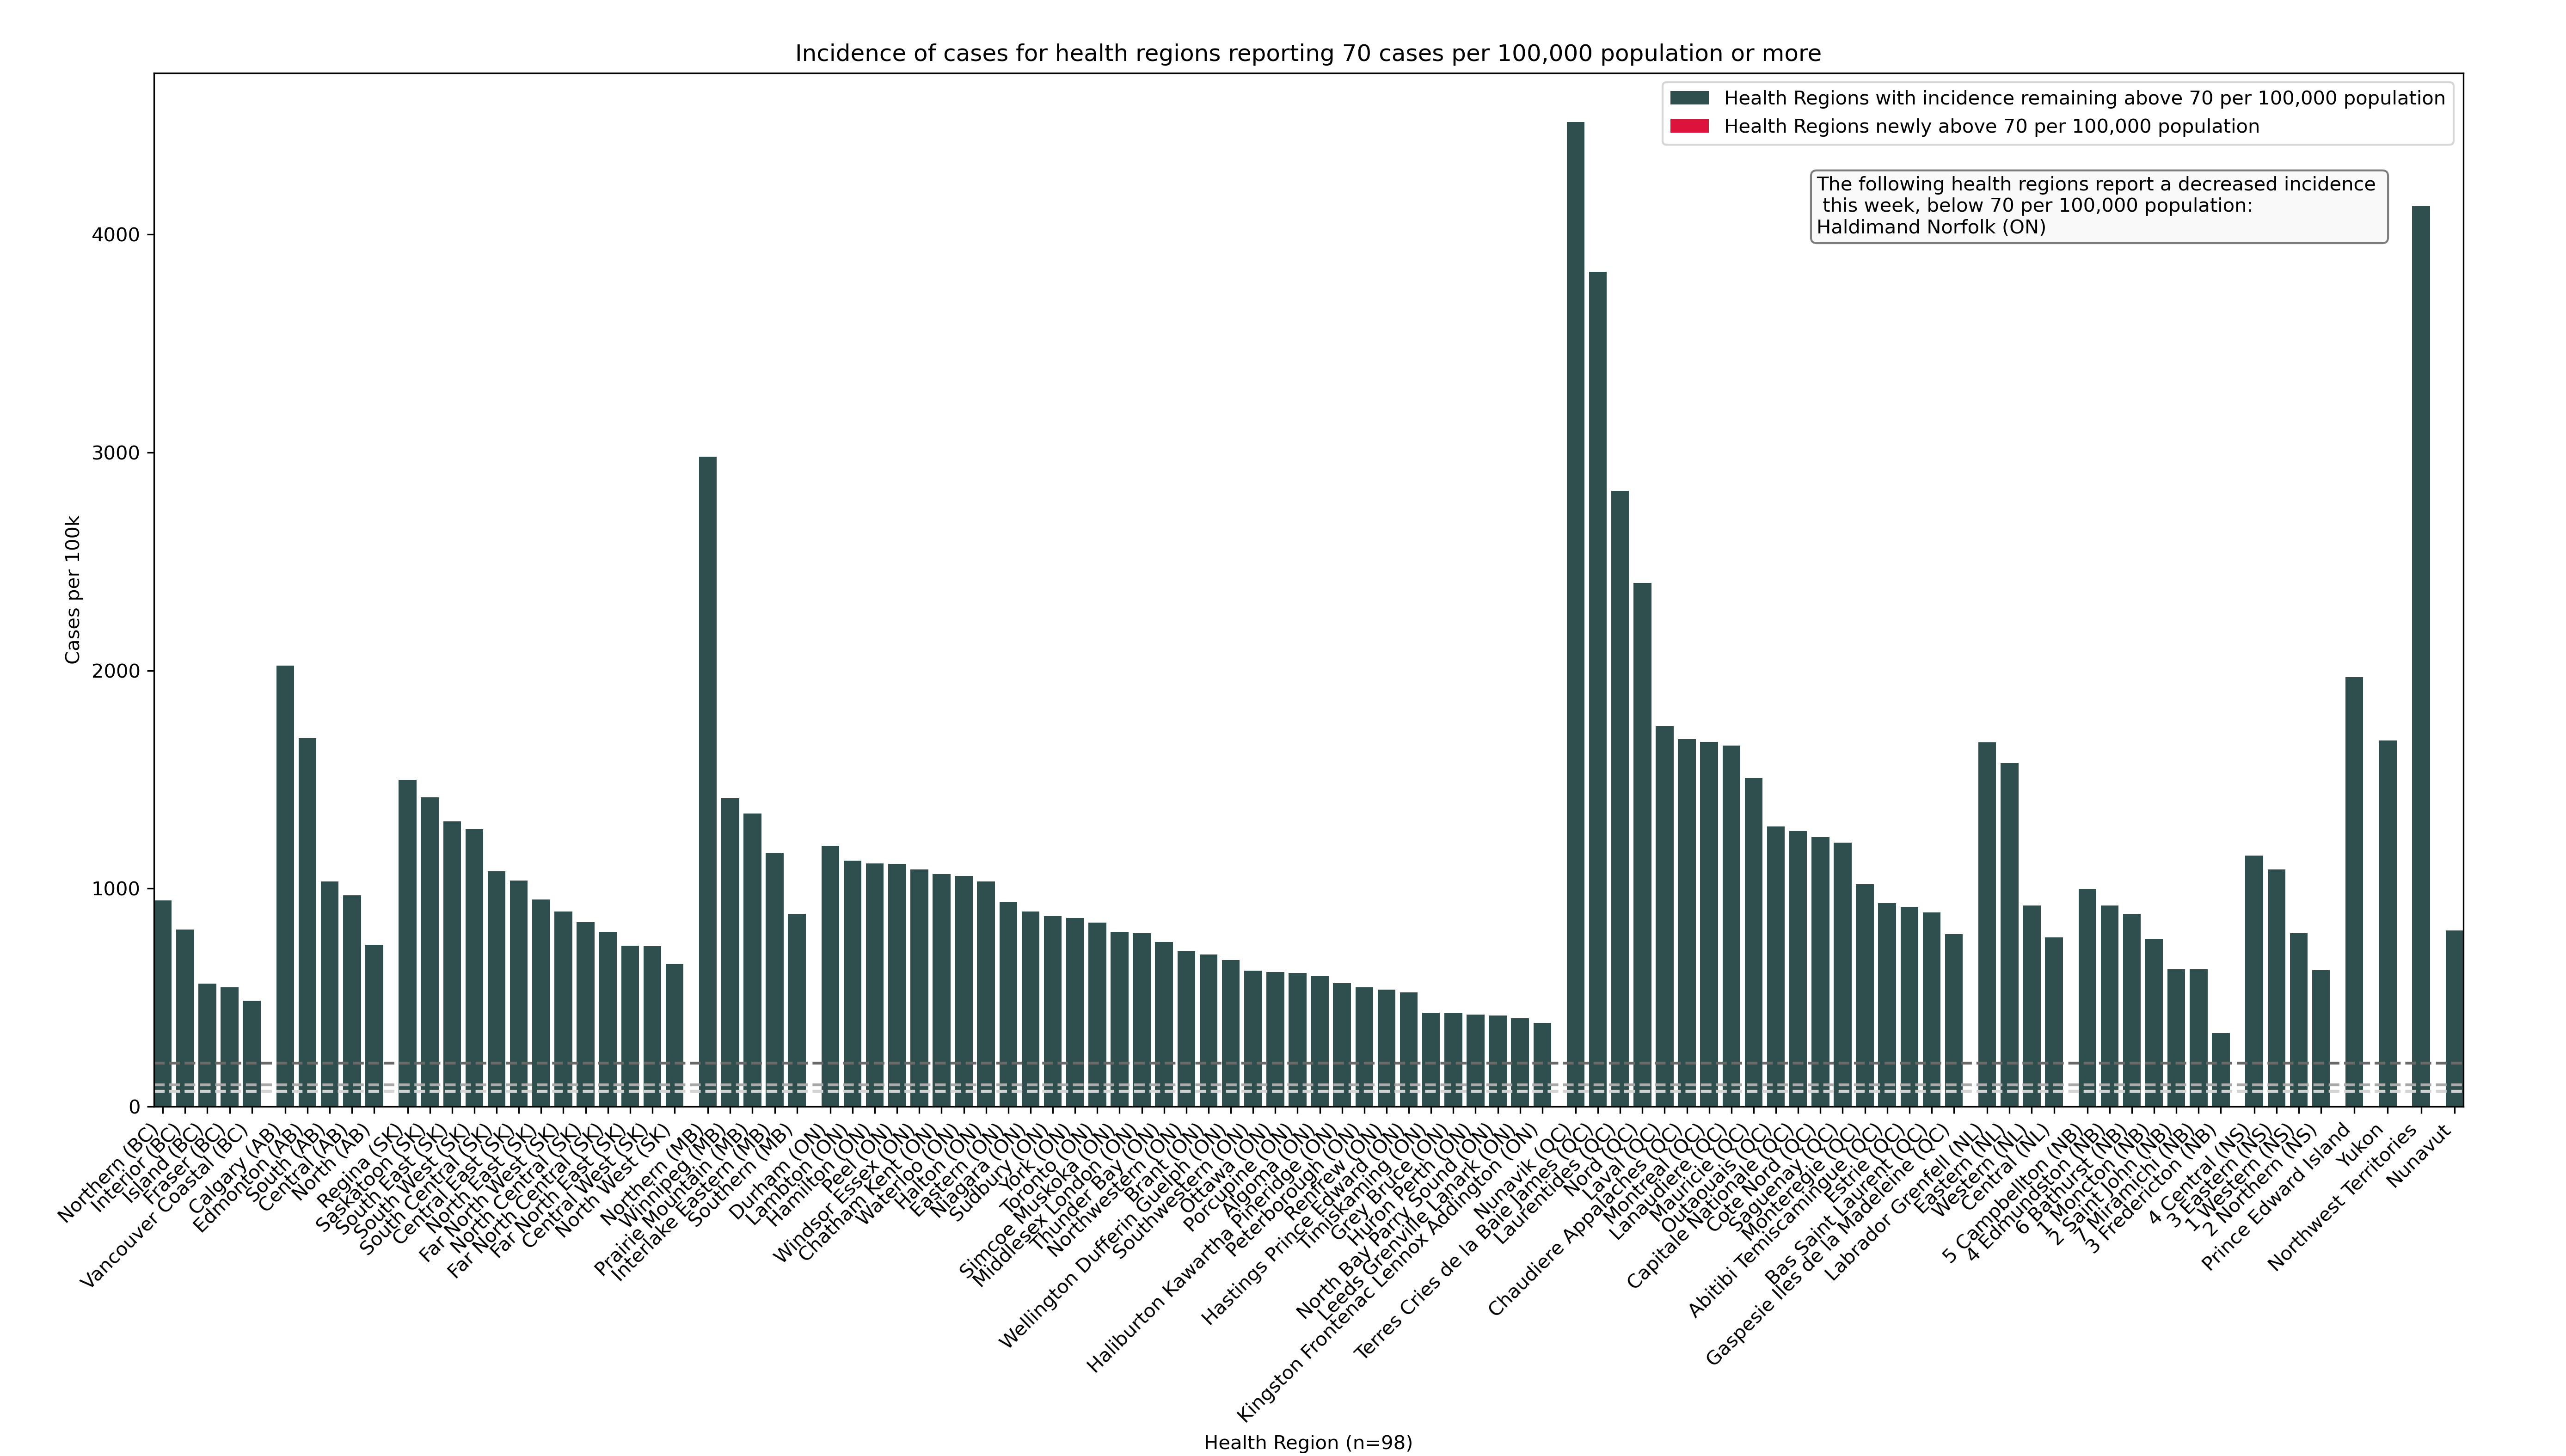 Incidence of cases for health regions reporting 70 cases per 100,000 population or more
Health Regions with incidence remaining above 70 per 100,000 population
Health Regions newly above 70 per 100,000 population
The following health regions report a decreased incidence
this week, below 70 per 100,000 population:
Haldimand Norfolk (ON)
Cases per 100k
4000
3000
2000
1000
0
Northern (BC)
Interior (BC)
Island (BC)
Fraser (BC)
Vancouver Coastal (BC)
Calgary (AB)
Edmonton (AB)
South (AB)
Central (AB)
North (AB)
Regina (SK)
Saskatoon (SK)
South East (SK)
South West (SK)
South Central (SK)
Central East (SK)
North East (SK)
Far North West (SK)
North Central (SK)
Far North Central (SK)
Far North East (SK)
Central West (SK)
North West (SK)
Northern (MB)
Winnipeg (MB)
Prairie Mountain (MB)
Interlake Eastern (MB)
Southern (MB)
Durham (ON)
Lambton (ON)
Hamilton (ON)
Peel (ON)
Windsor Essex (ON)
Chatham Kent (ON)
Waterloo (ON)
Halton (ON)
Eastern (ON)
Niagara (ON)
Sudbury (ON)
York (ON)
Toronto (ON)
Simcoe Muskoka (ON)
Middlesex London (ON)
Thunder Bay (ON)
Northwestern (ON)
Brant (ON)
Wellington Dufferin Guelph (ON)
Southwestern (ON)
Ottawa (ON)
Porcupine (ON)
Algoma (ON)
Haliburton Kawartha Pineridge (ON)
Peterborough (ON)
Renfrew (ON)
Hastings Prince Edward (ON)
Timiskaming (ON)
Grey Bruce (ON)
Huron Perth (ON)
North Bay Parry Sound (ON)
Leeds Grenville Lanark (ON)
Kingston Frontenac Lennox Addington (ON)
Nunavik (QC)
Terres Cries de la Baie James (QC)
Laurentides (QC)
Nord (QC)
Laval (QC)
Chaudiere Appalaches (QC)
Montreal (QC)
Lanaudiere (QC)
Mauricie (QC)
Outaouais (QC)
Capitale Nationale (QC)
Cote Nord (QC)
Saguenay (QC)
Monteregie (QC)
Abitibi Temiscamingue (QC)
Estrie (QC)
Bas Saint Laurent (QC)
Gaspesie Iles de la Madeleine (QC)
Labrador Grenfell (NL)
Eastern (NL)
Western (NL)
Central (NL)
5 Campbellton (NB)
4 Edmundston (NB)
6 Bathurst (NB)
1 Moncton (NB)
2 Saint John (NB)
7 Miramichi (NB)
3 Fredericton (NB)
4 Central (NS)
3 Eastern (NS)
1 Western (NS)
2 Northern (NS)
Prince Edward Island
Yukon
Northwest Territories
Nunavut
Health Region (n=98)